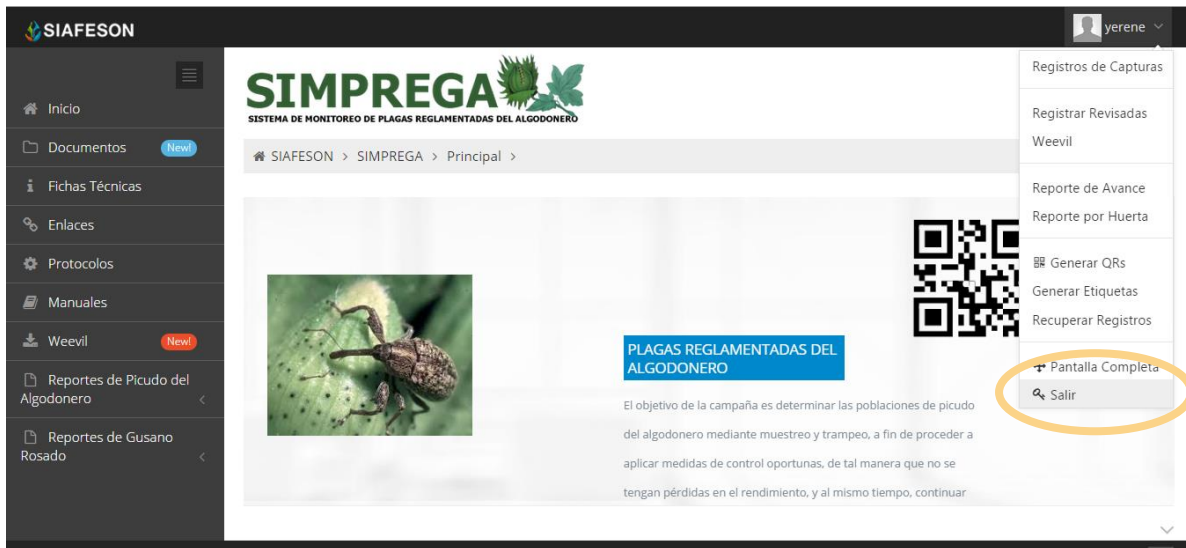 SIAFESON
yerene
Inicio
Documentos New!
Fichas Técnicas
Enlaces
Protocolos
Manuales
Weevil New!
Reportes de Picudo del
Algodonero
Reportes de Gusano
Rosado
SIMPREGA
SISTEMA DE MONITOREO DE PLAGAS REGLAMENTADAS DEL ALGODONERO
SIAFESON > SIMPREGA > Principal >
PLAGAS REGLAMENTADAS DEL
ALGODONERO
El objetivo de la campaña es determinar las poblaciones de picudo
del algodonero mediante muestreo y trampeo, a fin de proceder a
aplicar medidas de control oportunas, de tal manera que no se
tengan pérdidas en el rendimiento, y al mismo tiempo, continuar
Registros de Capturas
Registrar Revisadas
Weevil
Reporte de Avance
Reporte por Huerta
Generar QRs
Generar Etiquetas
Recuperar Registros
Pantalla Completa
Salir